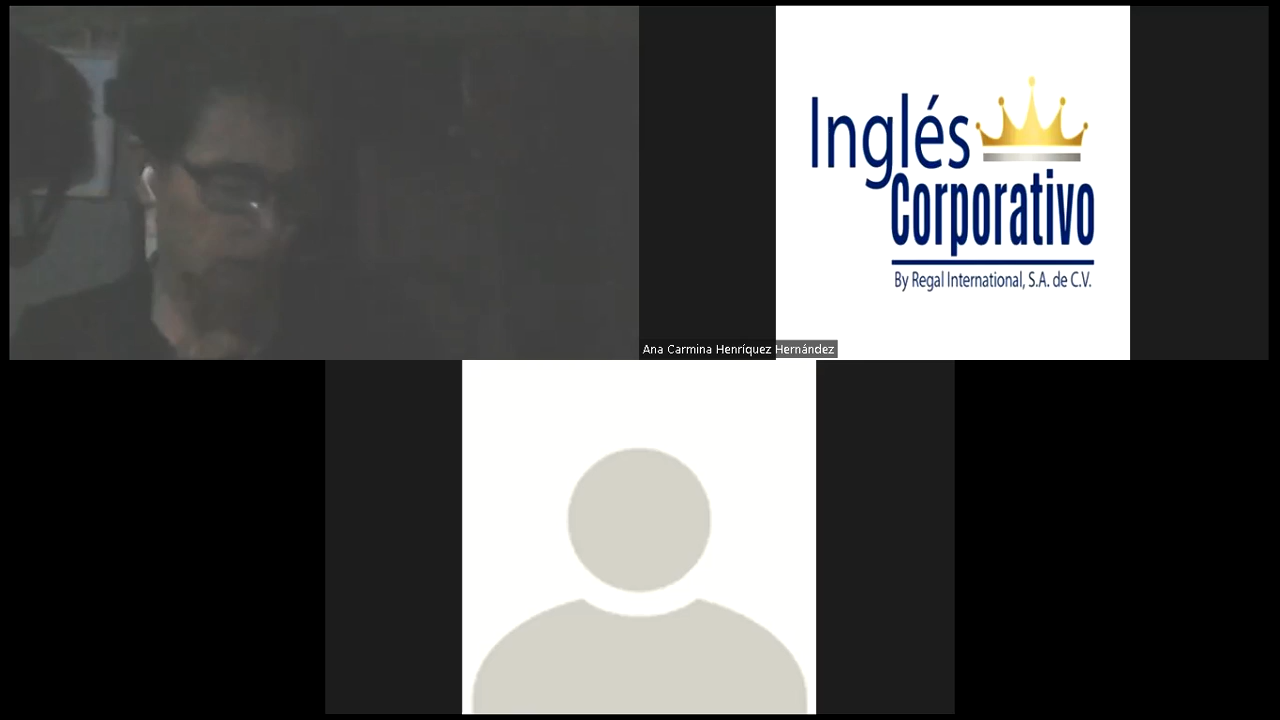 Inglés
Corporativo
By Regal International, S.A. de C.V.
Ana Carmina Henríquez Hernández